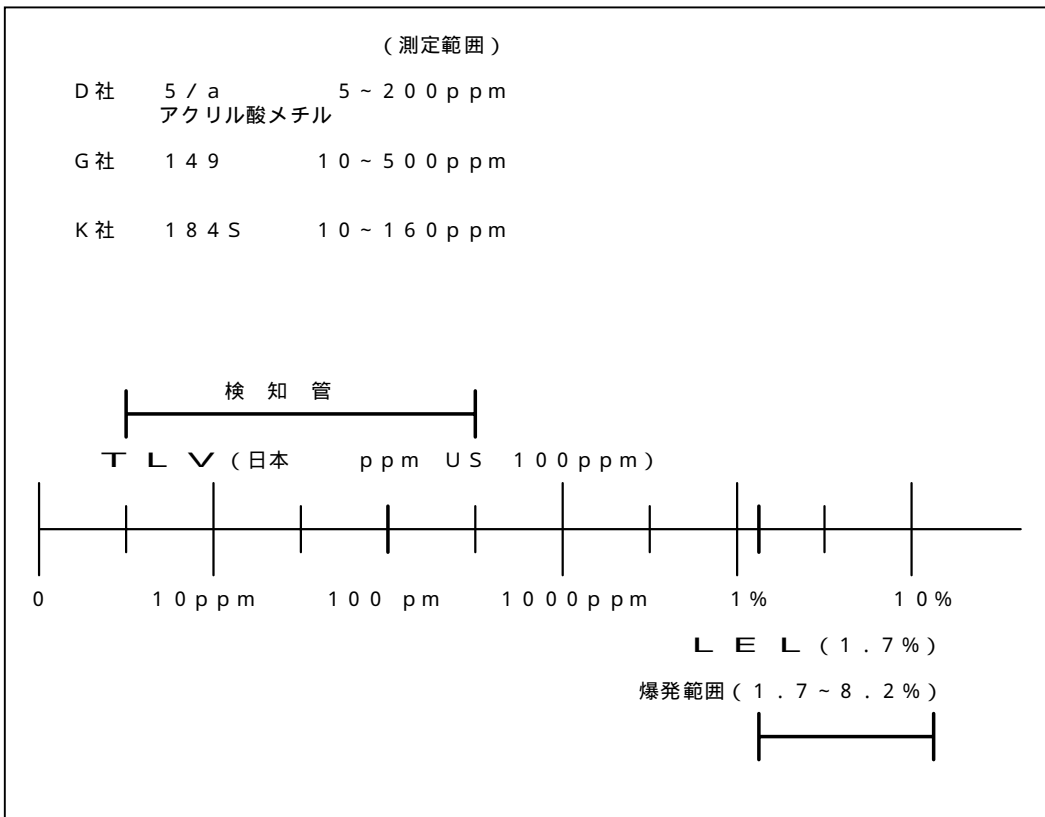 (測定範囲)
D社 5/a 5~200ppm
アクリル酸メチル
G社 149 10~500ppm
K社 184S 10~160ppm
検知管
TLV(日本 ppm US 100ppm)
0 10ppm 100 pm 1000ppm 1% 10%
LEL(1.7%)
爆発範囲(1.7~8.2%)